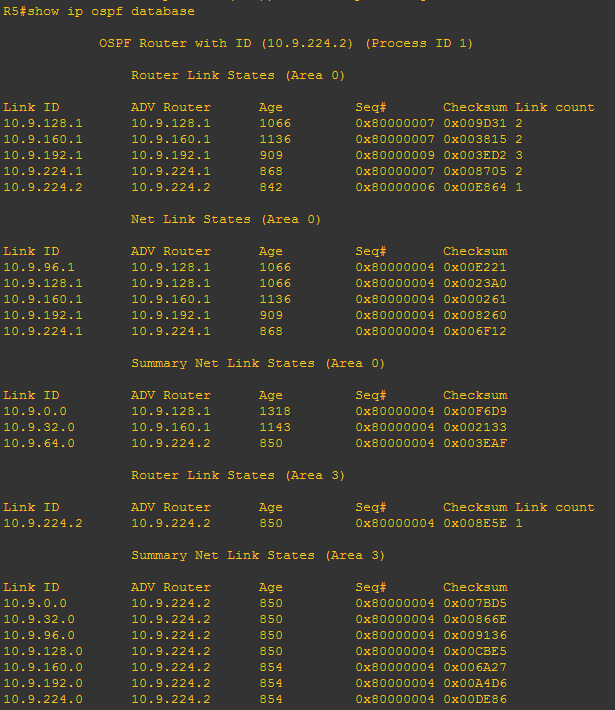 R5#show ip ospf database
OSPF Router with ID (10.9.224.2) (Process ID 1)
Router Link States (Area 0)
Link ID ADV Router Age Seq# Checksum Link count
10.9.128.1 10.9.128.1 1066 0x80000007 0x009D31 2
10.9.160.1 10.9.160.1 1136 0x80000007 0x003815 2
10.9.192.1 10.9.192.1 909 0x80000009 0x003ED2 3
10.9.224.1 10.9.224.1 868 0x80000007 0x008705 2
10.9.224.2 10.9.224.2 842 0x80000006 0x00E864 1
Net Link States (Area 0)
Link ID ADV Router Age Seq# Checksum
10.9.96.1 10.9.128.1 1066 0x80000004 0x00E221
10.9.128.1 10.9.128.1 1066 0x80000004 0x0023A0
10.9.160.1 10.9.160.1 1136 0x80000004 0x000261
10.9.192.1 10.9.192.1 909 0x80000004 0x008260
10.9.224.1 10.9.224.1 868 0x80000004 0x006F12
Summary Net Link States (Area 0)
Link ID ADV Router Age Seq# Checksum
10.9.0.0 10.9.128.1 1318 0x80000004 0x00F6D9
10.9.32.0 10.9.160.1 1143 0x80000004 0x002133
10.9.64.0 10.9.224.2 850 0x80000004 0x003EAF
Router Link States (Area 3)
Link ID ADV Router Age Seq# Checksum Link count
10.9.224.2 10.9.224.2 850 0x80000004 0x008E5E 1
Summary Net Link States (Area 3)
Link ID ADV Router Age Seq# Checksum
10.9.0.0 10.9.224.2 850 0x80000004 0x007BD5
10.9.32.0 10.9.224.2 850 0x80000004 0x00866E
10.9.96.0 10.9.224.2 850 0x80000004 0x009136
10.9.128.0 10.9.224.2 850 0x80000004 0x00CBE5
10.9.160.0 10.9.224.2 854 0x80000004 0x006A27
10.9.192.0 10.9.224.2 854 0x80000004 0x00A4D6
10.9.224.0 10.9.224.2 854 0x80000004 0x00DE86